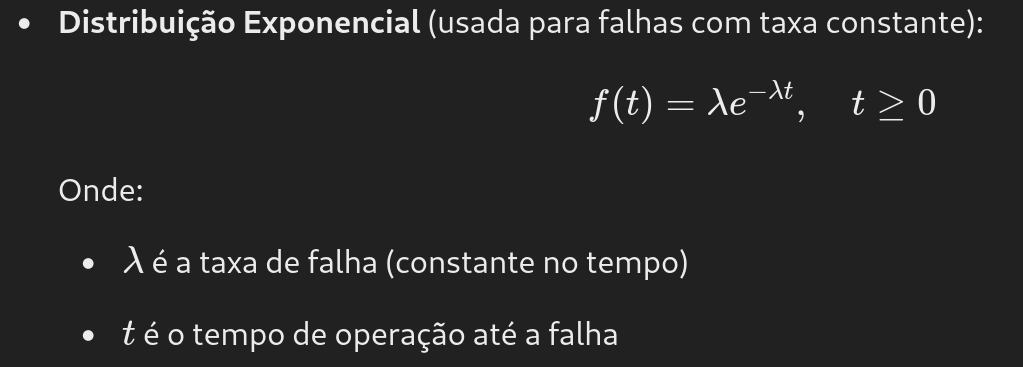 • Distribuição Exponencial (usada para falhas com taxa constante):
f(t) = λe^{−λt}, t ≥ 0
Onde:
• λ é a taxa de falha (constante no tempo)
• t é o tempo de operação até a falha